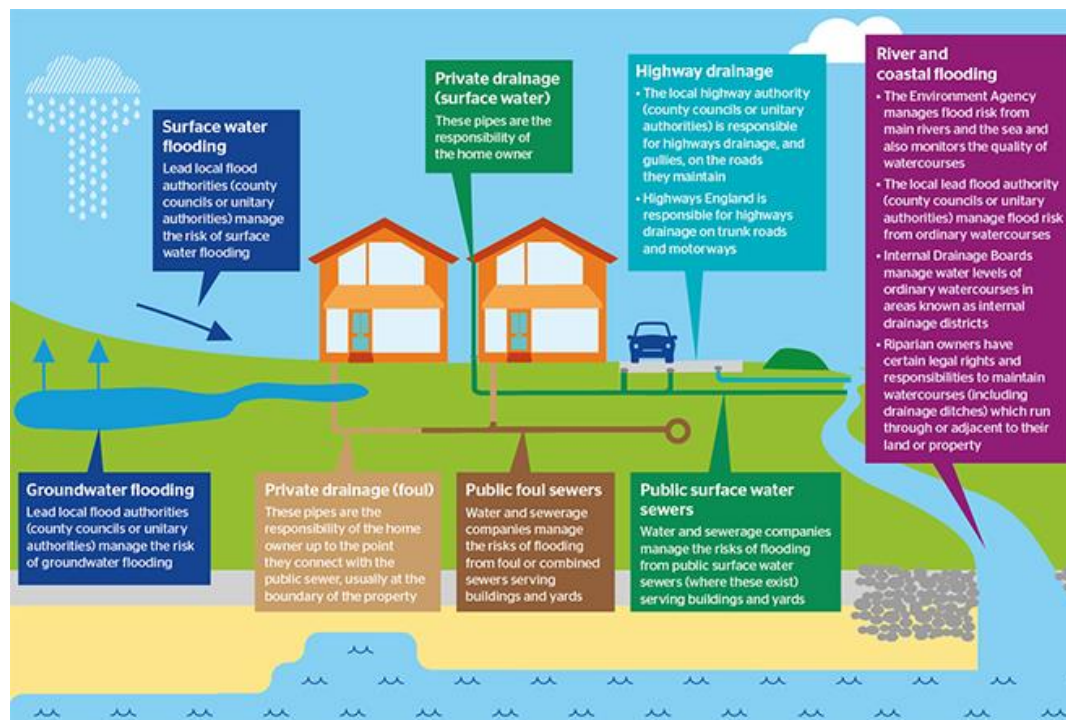 Surface water
flooding
Lead local flood
authorities (county
councils or unitary
authorities) manage
the risk of surface
water flooding
Private drainage
(surface water)
These pipes are the
responsibility of
the home owner
Highway drainage
• The local highway authority
(county councils or unitary
authorities) is responsible
for highways drainage, and
gullies, on the roads
they maintain
• Highways England is
responsible for highways
drainage on trunk roads
and motorways
River and
coastal flooding
• The Environment Agency
manages flood risk from
main rivers and the sea and
also monitors the quality of
watercourses
• The local lead flood authority
(county councils or unitary
authorities) manage flood risk
from ordinary watercourses
• Internal Drainage Boards
manage water levels of
ordinary watercourses in
areas known as internal
drainage districts
• Riparian owners have
certain legal rights and
responsibilities to maintain
watercourses (including
drainage ditches) which run
through or adjacent to their
land or property
Groundwater flooding
Lead local flood authorities
(county councils or unitary
authorities) manage the risk
of groundwater flooding
Private drainage (foul)
These pipes are the
responsibility of the home
owner up to the point
they connect with the
public sewer, usually at the
boundary of the property
Public foul sewers
Water and sewerage
companies manage
the risks of flooding
from foul or combined
sewers serving
buildings and yards
Public surface water
sewers
Water and sewerage companies
manage the risks of flooding
from public surface water
sewers (where these exist)
serving buildings and yards